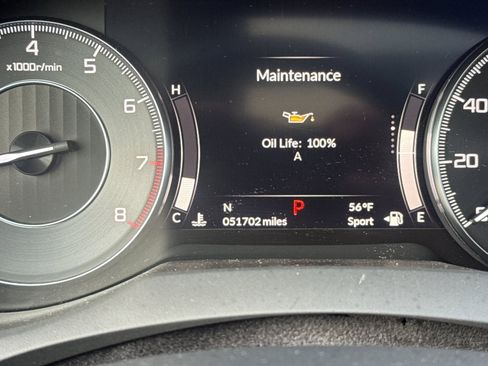 4
5
x1000r/min
6
7
8
H
C
Maintenance
Oil Life: 100%
A
N
051702 miles
P
56°F
Sport
F
E
40
20